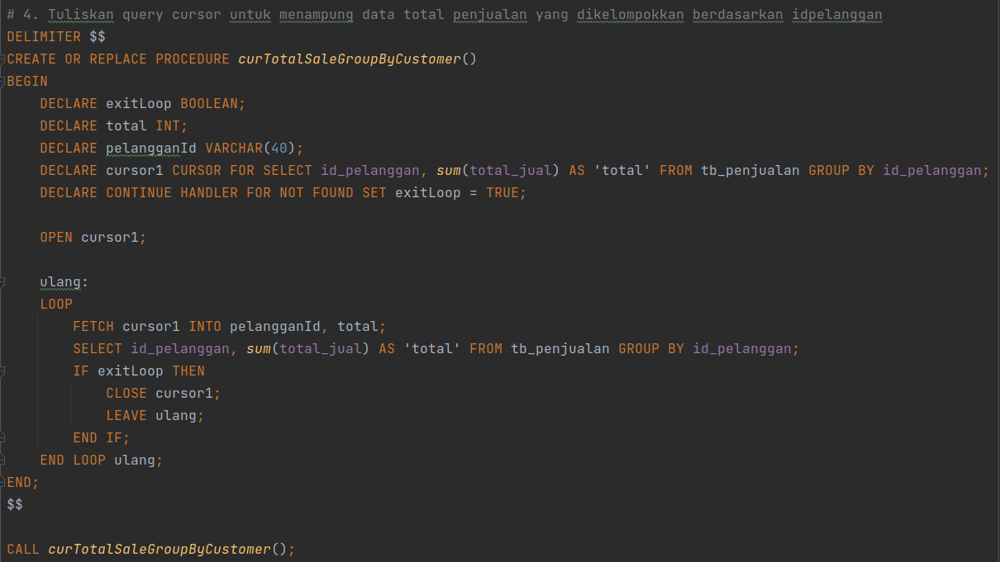 # 4. Tuliskan query cursor untuk menampung data total penjualan yang dikelompokkan berdasarkan idpelanggan
DELIMITER $$
CREATE OR REPLACE PROCEDURE curTotalSaleGroupByCustomer()
BEGIN
    DECLARE exitLoop BOOLEAN;
    DECLARE total INT;
    DECLARE pelangganId VARCHAR(40);
    DECLARE cursor1 CURSOR FOR SELECT id_pelanggan, sum(total_jual) AS 'total' FROM tb_penjualan GROUP BY id_pelanggan;
    DECLARE CONTINUE HANDLER FOR NOT FOUND SET exitLoop = TRUE;

    OPEN cursor1;

    ulang:
    LOOP
        FETCH cursor1 INTO pelangganId, total;
        SELECT id_pelanggan, sum(total_jual) AS 'total' FROM tb_penjualan GROUP BY id_pelanggan;
        IF exitLoop THEN
            CLOSE cursor1;
            LEAVE ulang;
        END IF;
    END LOOP ulang;
END;
$$

CALL curTotalSaleGroupByCustomer();